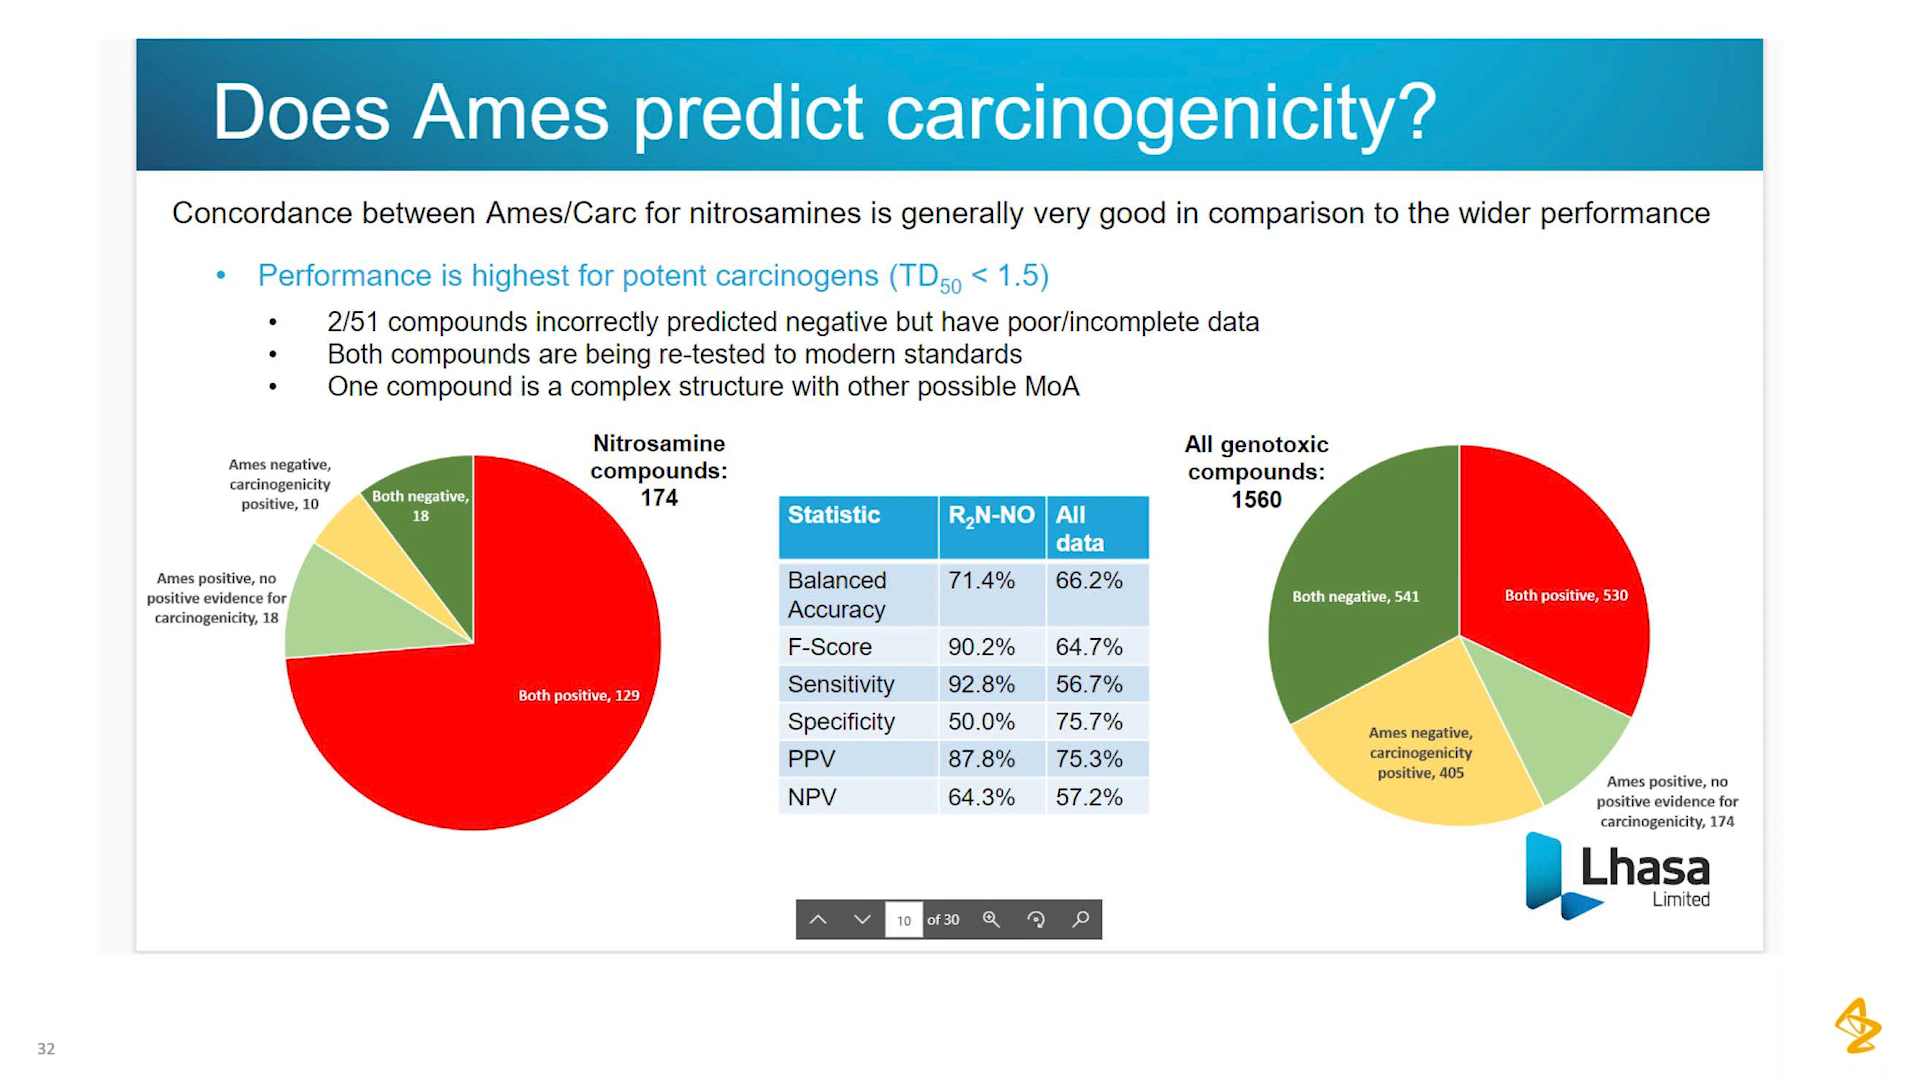 Does Ames predict carcinogenicity?
Concordance between Ames/Carc for nitrosamines is generally very good in comparison to the wider performance
• Performance is highest for potent carcinogens (TD50 < 1.5)
• 2/51 compounds incorrectly predicted negative but have poor/incomplete data
• Both compounds are being re-tested to modern standards
• One compound is a complex structure with other possible MoA
Nitrosamine
compounds:
174
Ames negative,
carcinogenicity
positive, 10
Both negative,
18
Ames positive, no
positive evidence for
carcinogenicity, 18
Both positive, 129
Statistic R2N-NO All
data
Balanced 71.4% 66.2%
Accuracy
F-Score 90.2% 64.7%
Sensitivity 92.8% 56.7%
Specificity 50.0% 75.7%
PPV 87.8% 75.3%
NPV 64.3% 57.2%
All genotoxic
compounds:
1560
Both negative, 541
Both positive, 530
Ames negative,
carcinogenicity
positive, 405
Ames positive, no
positive evidence for
carcinogenicity, 174
Lhasa
Limited
10 of 30
32